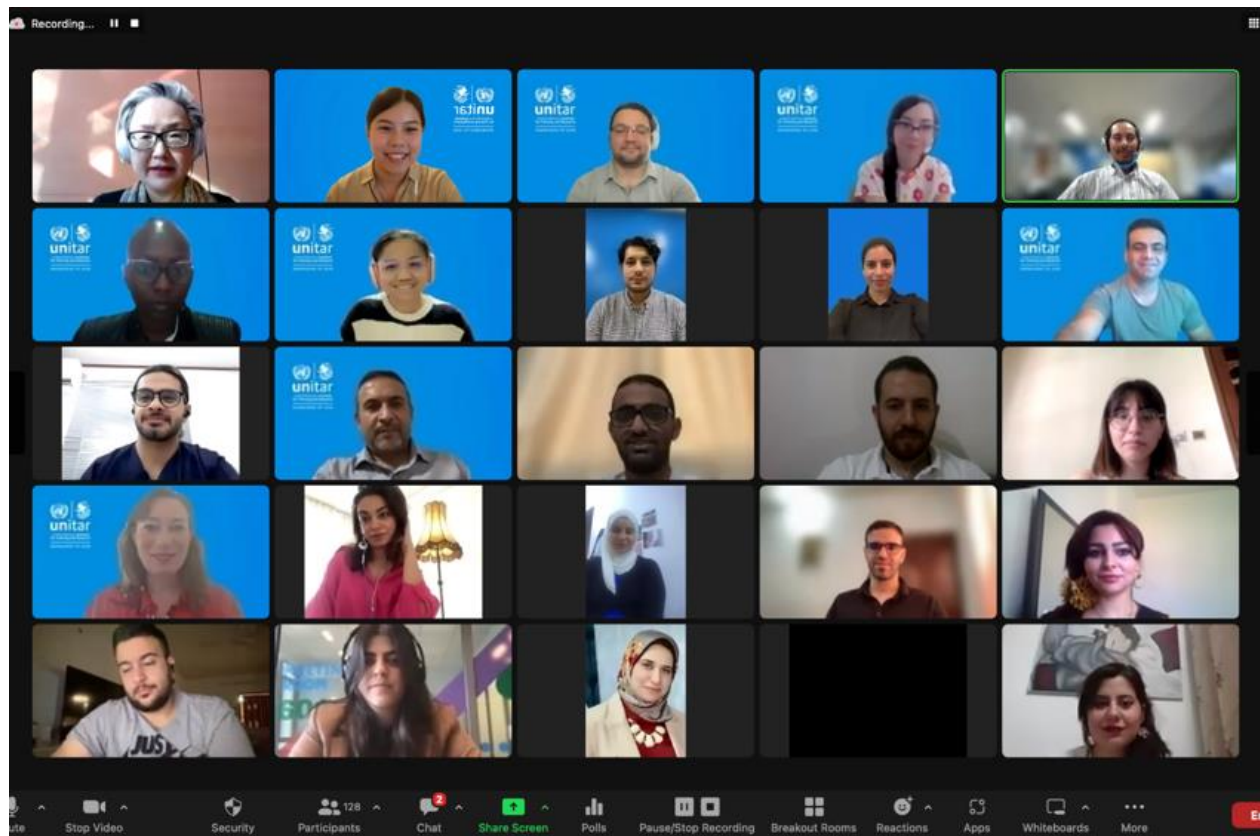 Recording...
unitar
unitar
unitar
unitar
unitar
unitar
unitar
unitar
JUST
128
2
Stop Video
Security
Participants
Chat
Share Screen
Polls
Pause/Stop Recording
Breakout Rooms
Reactions
Apps
Whiteboards
More